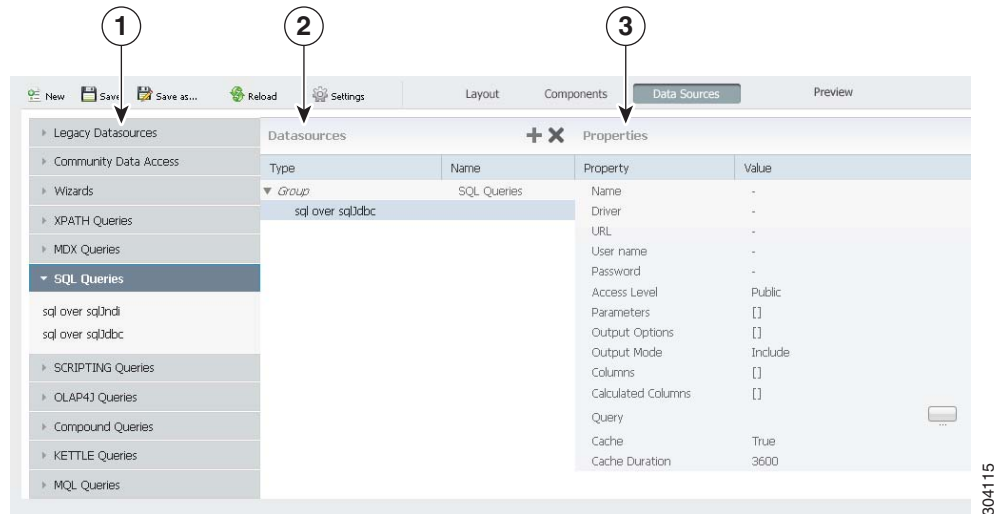 1 2 3
New Save Save as... Reload Settings Layout Components Data Sources Preview
Legacy Datasources
Community Data Access
Wizards
XPATH Queries
MDX Queries
SQL Queries
sql over sqlJndi
sql over sqlJdbc
SCRIPTING Queries
OLAP4J Queries
Compound Queries
KETTLE Queries
MQL Queries
Datasources
Type Name
Group SQL Queries
sql over sqlJdbc
Properties
Property Value
Name -
Driver -
URL -
User name -
Password -
Access Level Public
Parameters []
Output Options []
Output Mode Include
Columns []
Calculated Columns []
Query ...
Cache True
Cache Duration 3600
304115